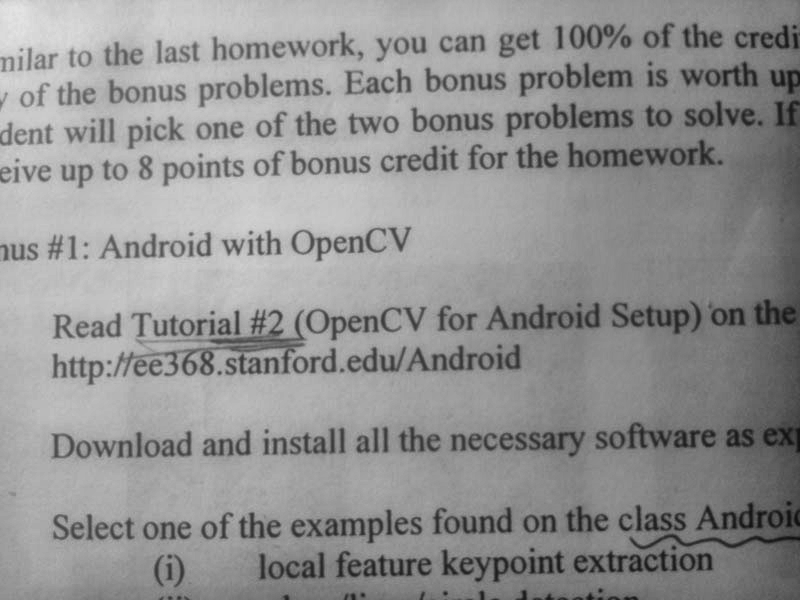 milar to the last homework, you can get 100% of the credi
y of the bonus problems. Each bonus problem is worth up
dent will pick one of the two bonus problems to solve. If
eive up to 8 points of bonus credit for the homework.
nus #1: Android with OpenCV
Read Tutorial #2 (OpenCV for Android Setup) on the
http://ee368.stanford.edu/Android
Download and install all the necessary software as exp
Select one of the examples found on the class Android
(i) local feature keypoint extraction